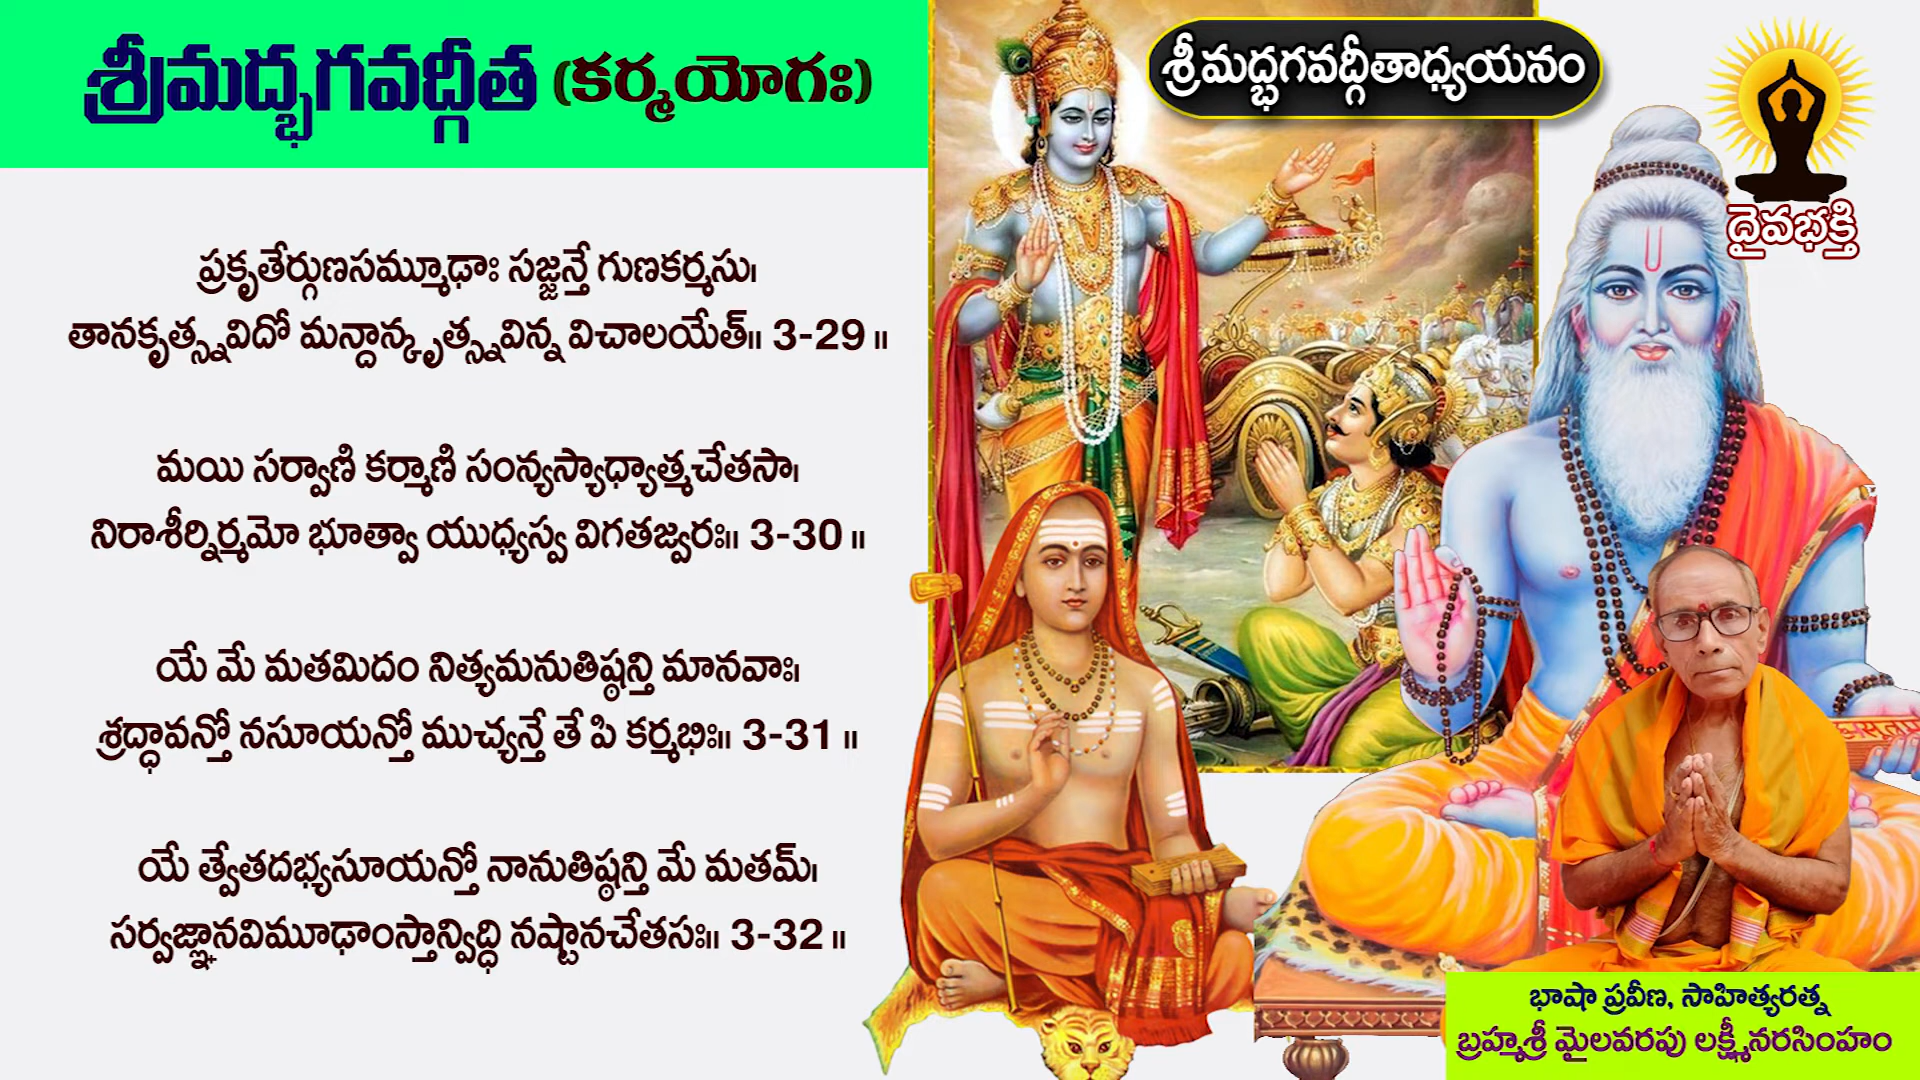 శ్రీమద్భగవద్గీత (కర్మయోగః)
శ్రీమద్భగవద్గీతాధ్యయనం
దైవభక్తి
ప్రకృతేర్గుణసమ్మూఢాః సజ్జన్తే గుణకర్మసు।
తానకృత్స్నవిదో మన్దాన్కృత్స్నవిన్న విచాలయేత్॥ 3-29 ॥
మయి సర్వాణి కర్మాణి సంన్యస్యాధ్యాత్మచేతసా।
నిరాశీర్నిర్మమో భూత్వా యుధ్యస్వ విగతజ్వరః॥ 3-30 ॥
యే మే మతమిదం నిత్యమనుతిష్ఠన్తి మానవాః।
శ్రద్ధావన్తో నసూయన్తో ముచ్యన్తే తే పి కర్మభిః॥ 3-31 ॥
యే త్వేతదభ్యసూయన్తో నానుతిష్ఠన్తి మే మతమ్।
సర్వజ్ఞానవిమూఢాంస్తాన్విద్ధి నష్టానచేతసః॥ 3-32 ॥
భాషా ప్రవీణ, సాహిత్యరత్న
బ్రహ్మశ్రీ మైలవరపు లక్ష్మీనరసింహం